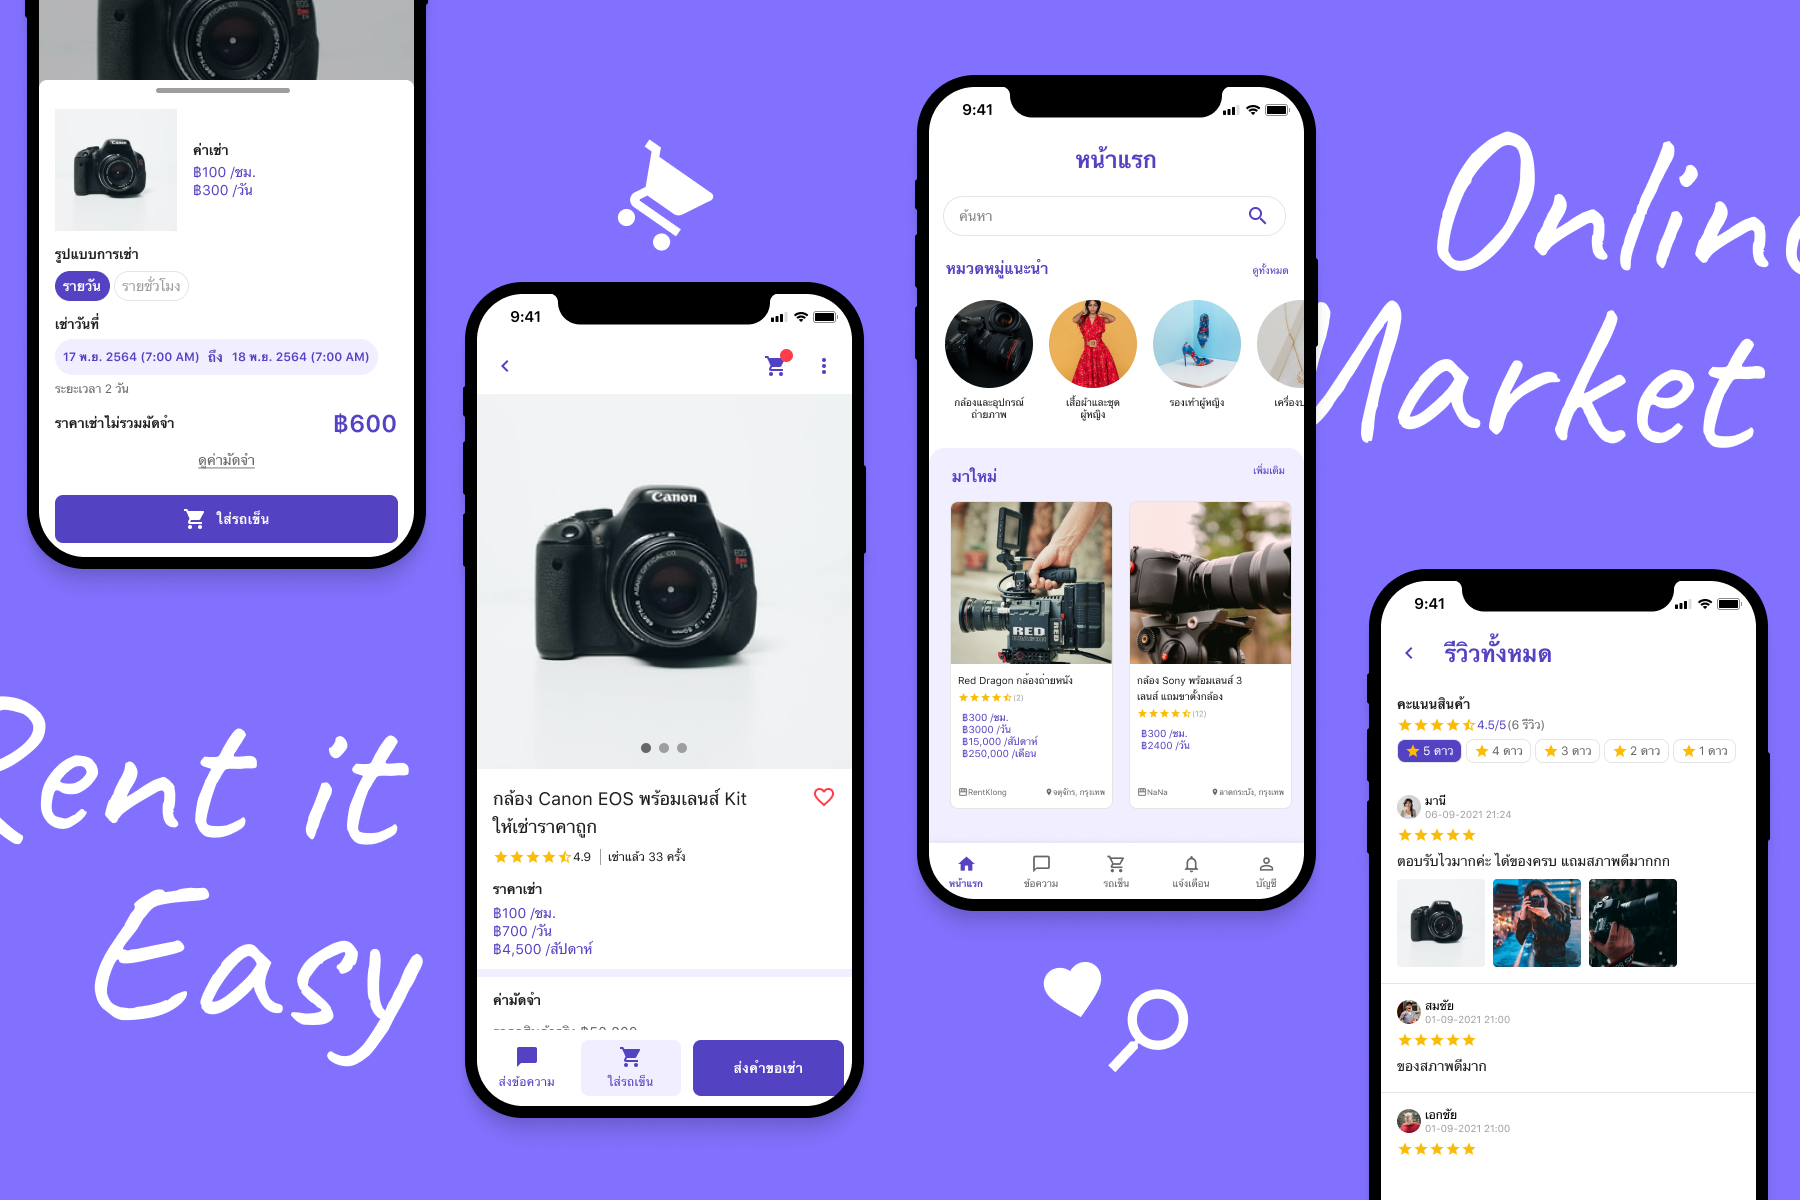 Canon
ค่าเช่า
฿100 /ชม.
฿300 /วัน
รูปแบบการเช่า
รายวัน
รายชั่วโมง
เช่าวันที่
17 พ.ย. 2564 (7:00 AM) ถึง 18 พ.ย. 2564 (7:00 AM)
ระยะเวลา 2 วัน
ราคาเช่าไม่รวมมัดจำ
฿600
ดูค่ามัดจำ
ใส่รถเข็น
9:41
Canon
EOS
กล้อง Canon EOS พร้อมเลนส์ Kit
ให้เช่าราคาถูก
4.9
เช่าแล้ว 33 ครั้ง
ราคาเช่า
฿100 /ชม.
฿700 /วัน
฿4,500 /สัปดาห์
ค่ามัดจำ
ส่งข้อความ
ใส่รถเข็น
ส่งคำขอเช่า
9:41
หน้าแรก
ค้นหา
หมวดหมู่แนะนำ
ดูทั้งหมด
กล้องและอุปกรณ์
ถ่ายภาพ
เสื้อผ้าและชุด
ผู้หญิง
รองเท้าผู้หญิง
มาใหม่
เพิ่มเติม
RED
DRAGON
RED
Red Dragon กล้องถ่ายหนัง
(2)
฿300 /ชม.
฿3000 /วัน
฿15,000 /สัปดาห์
฿250,000 /เดือน
RentKlong
จตุจักร, กรุงเทพ
กล้อง Sony พร้อมเลนส์ 3
เลนส์ แถมขาตั้งกล้อง
(12)
฿300 /ชม.
฿2400 /วัน
NaNa
ลาดกระบัง, กรุงเทพ
หน้าแรก
ข้อความ
รถเข็น
แจ้งเตือน
บัญชี
Online
Market
9:41
รีวิวทั้งหมด
คะแนนสินค้า
4.5/5 (6 รีวิว)
5 ดาว
4 ดาว
3 ดาว
2 ดาว
1 ดาว
มานี
06-09-2021 21:24
ตอบรับไวมากค่ะ ได้ของครบ แถมสภาพดีมากกก
สมชัย
01-09-2021 21:00
ของสภาพดีมาก
เอกชัย
01-09-2021 21:00
Rent it
Easy